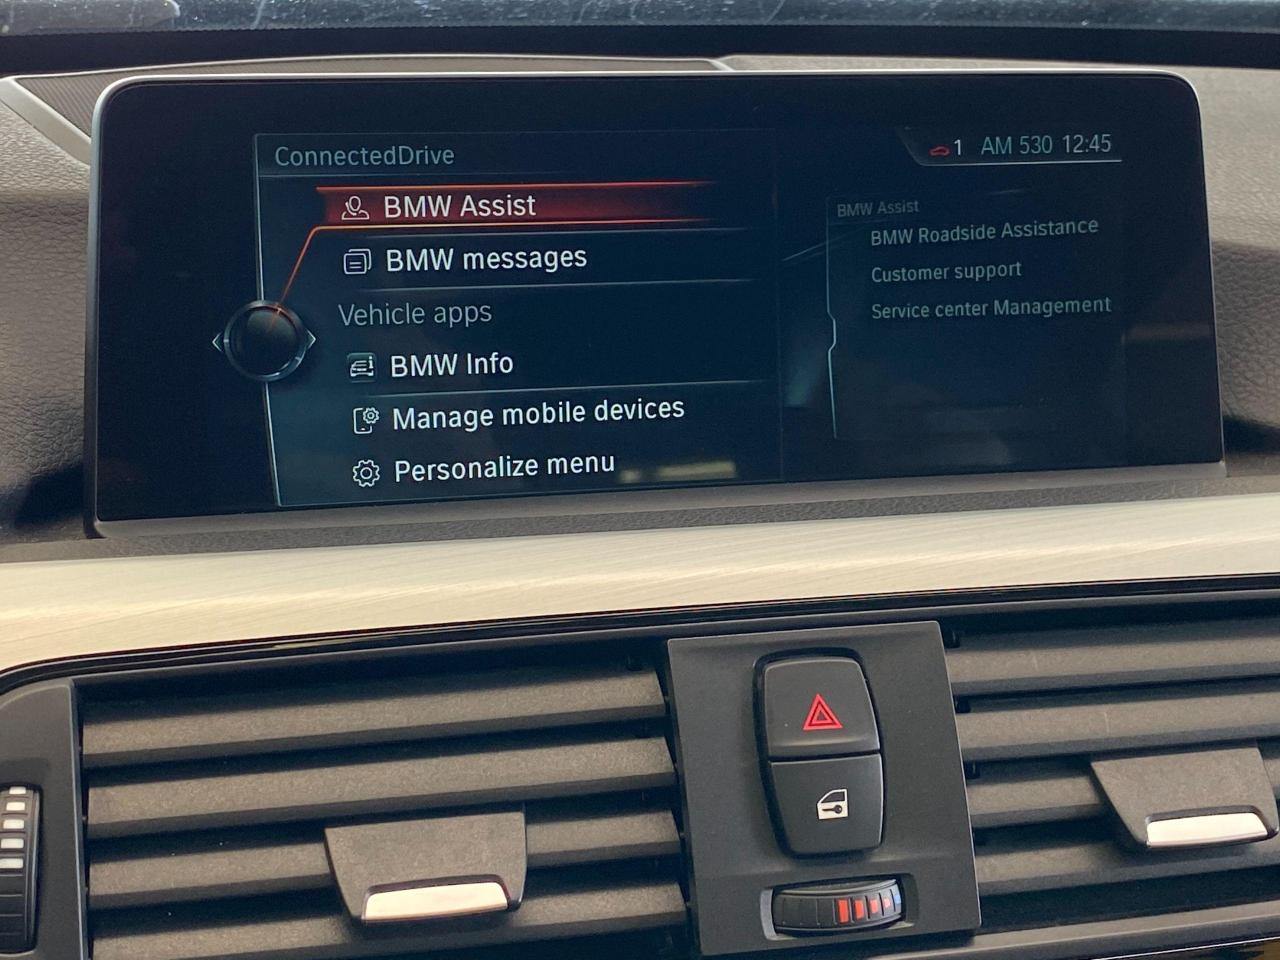 ConnectedDrive
1 AM 530 12:45
BMW Assist
BMW messages
Vehicle apps
BMW Info
Manage mobile devices
Personalize menu
BMW Assist
BMW Roadside Assistance
Customer support
Service center Management